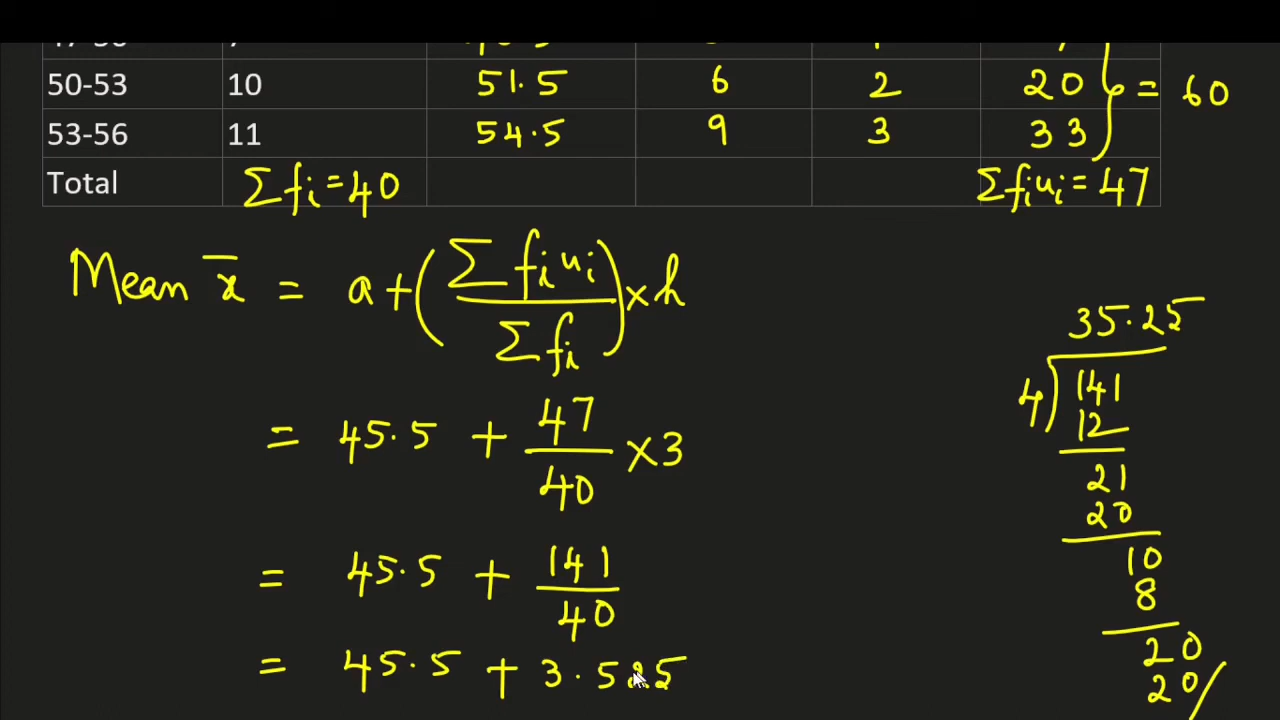 50-53 10 51.5 6 2 20 = 60
53-56 11 54.5 9 3 33
Total Σfi=40 Σfiui=47
Mean x̄ = a+(Σfiui/Σfi)×h
35.25
= 45.5 + 47/40 ×3
4 141
12
21
20
= 45.5 + 141/40
10
8
= 45.5 + 3.525
20
20